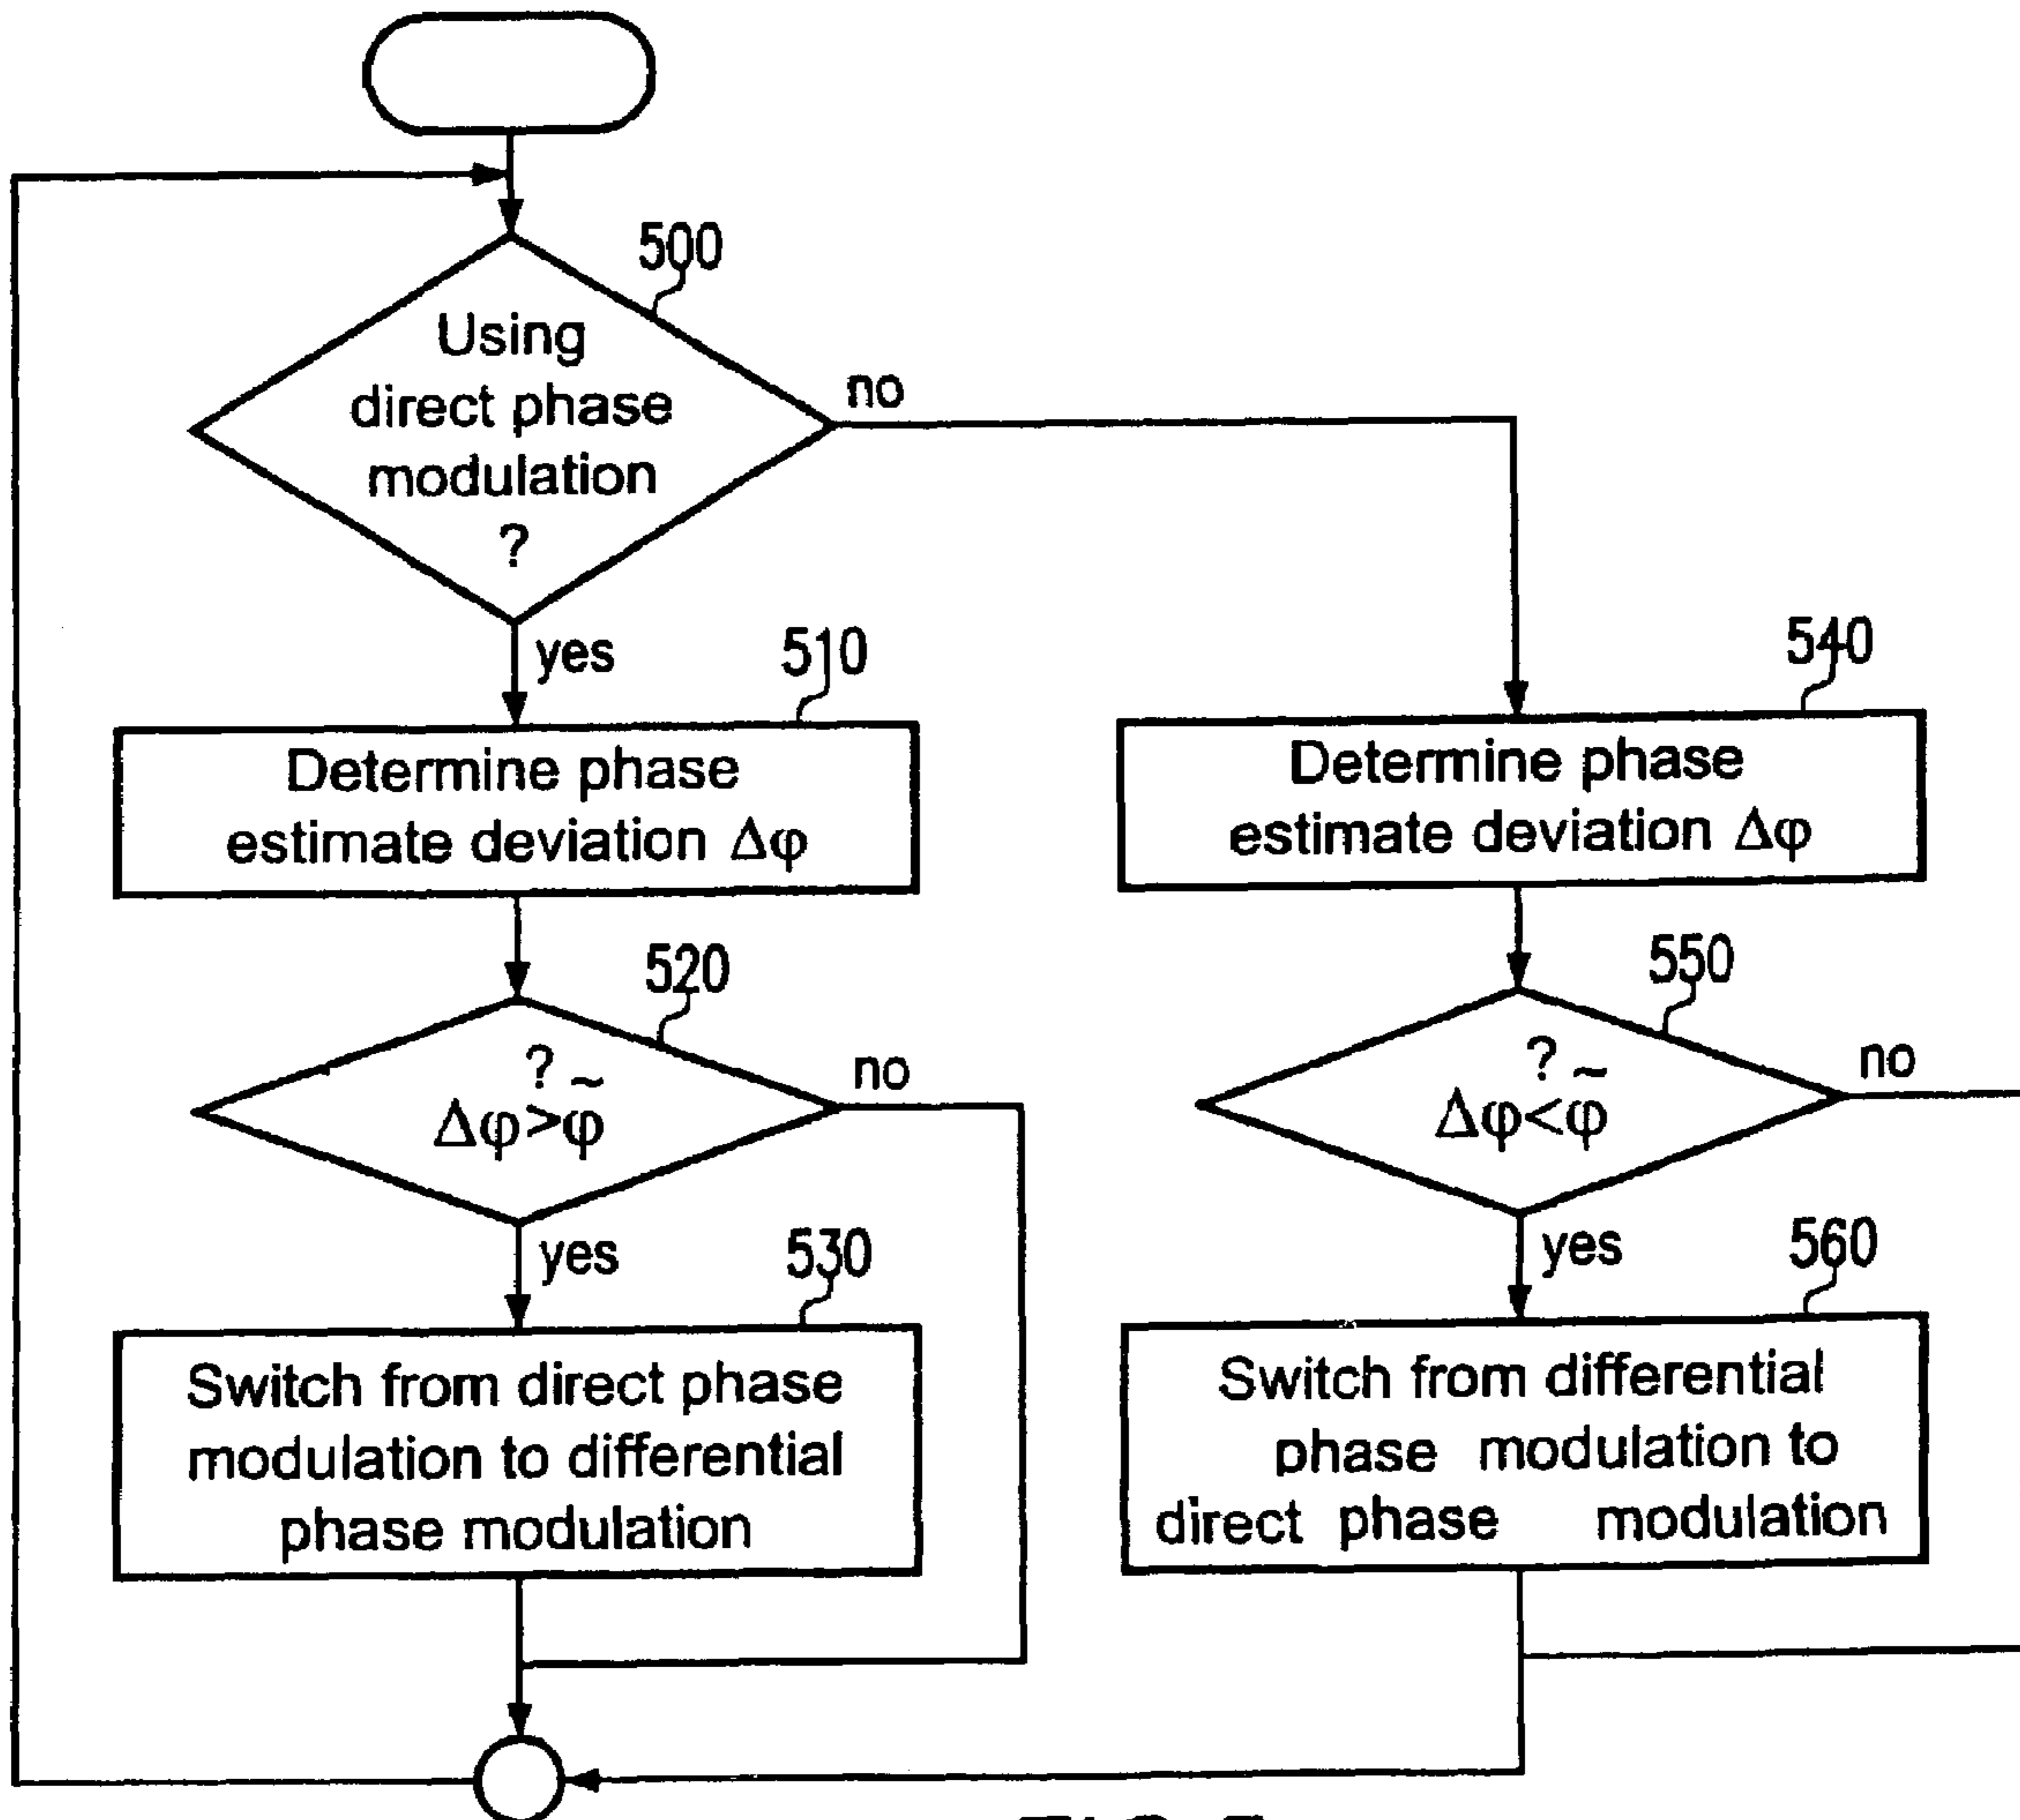 500
Using
direct phase
modulation
?
no
yes
510
Determine phase
estimate deviation Δφ
520
?
Δφ>φ̃
no
yes
530
Switch from direct phase
modulation to differential
phase modulation
540
Determine phase
estimate deviation Δφ
550
?
Δφ<φ̃
no
yes
560
Switch from differential
phase modulation to
direct phase modulation